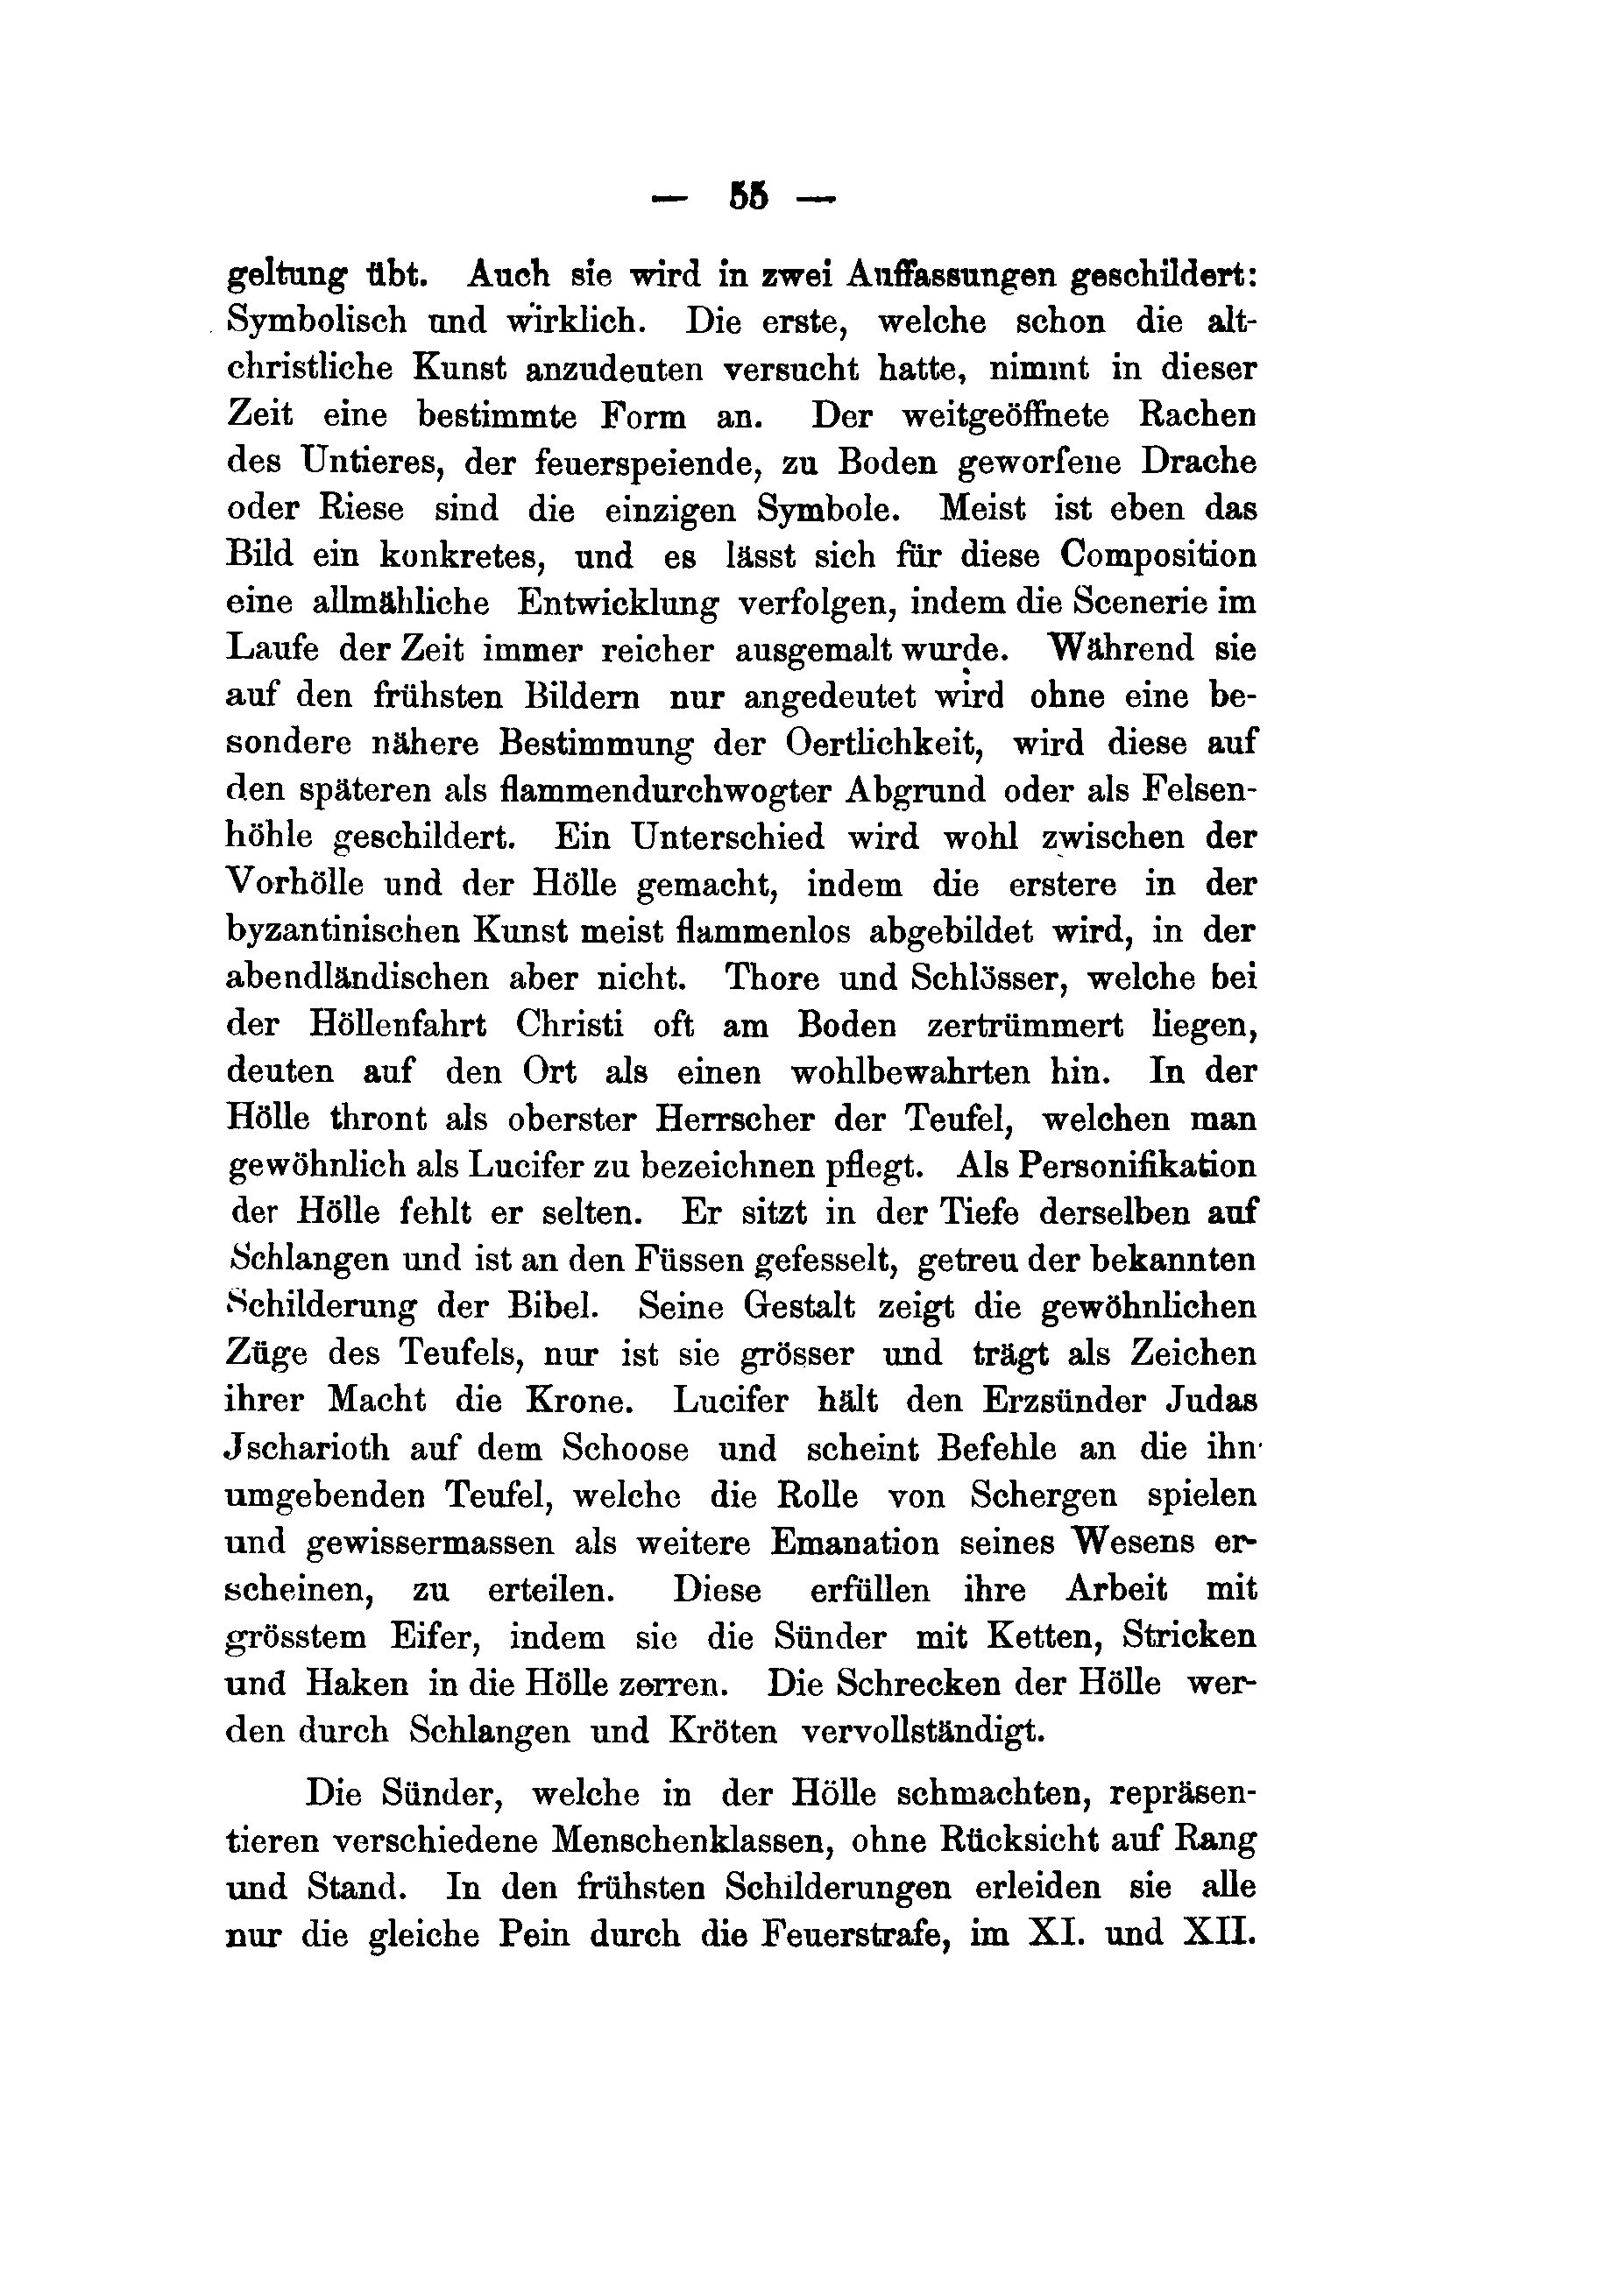 — 55 —
geltung übt. Auch sie wird in zwei Auffassungen geschildert:
Symbolisch und wirklich. Die erste, welche schon die alt-
christliche Kunst anzudeuten versucht hatte, nimmt in dieser
Zeit eine bestimmte Form an. Der weitgeöffnete Rachen
des Untieres, der feuerspeiende, zu Boden geworfene Drache
oder Riese sind die einzigen Symbole. Meist ist eben das
Bild ein konkretes, und es lässt sich für diese Composition
eine allmähliche Entwicklung verfolgen, indem die Scenerie im
Laufe der Zeit immer reicher ausgemalt wurde. Während sie
auf den frühsten Bildern nur angedeutet wird ohne eine be-
sondere nähere Bestimmung der Oertlichkeit, wird diese auf
den späteren als flammendurchwogter Abgrund oder als Felsen-
höhle geschildert. Ein Unterschied wird wohl zwischen der
Vorhölle und der Hölle gemacht, indem die erstere in der
byzantinischen Kunst meist flammenlos abgebildet wird, in der
abendländischen aber nicht. Thore und Schlösser, welche bei
der Höllenfahrt Christi oft am Boden zertrümmert liegen,
deuten auf den Ort als einen wohlbewahrten hin. In der
Hölle thront als oberster Herrscher der Teufel, welchen man
gewöhnlich als Lucifer zu bezeichnen pflegt. Als Personifikation
der Hölle fehlt er selten. Er sitzt in der Tiefe derselben auf
Schlangen und ist an den Füssen gefesselt, getreu der bekannten
Schilderung der Bibel. Seine Gestalt zeigt die gewöhnlichen
Züge des Teufels, nur ist sie grösser und trägt als Zeichen
ihrer Macht die Krone. Lucifer hält den Erzsünder Judas
Jscharioth auf dem Schoose und scheint Befehle an die ihn
umgebenden Teufel, welche die Rolle von Schergen spielen
und gewissermassen als weitere Emanation seines Wesens er-
scheinen, zu erteilen. Diese erfüllen ihre Arbeit mit
grösstem Eifer, indem sie die Sünder mit Ketten, Stricken
und Haken in die Hölle zerren. Die Schrecken der Hölle wer-
den durch Schlangen und Kröten vervollständigt.
Die Sünder, welche in der Hölle schmachten, repräsen-
tieren verschiedene Menschenklassen, ohne Rücksicht auf Rang
und Stand. In den frühsten Schilderungen erleiden sie alle
nur die gleiche Pein durch die Feuerstrafe, im XI. und XII.